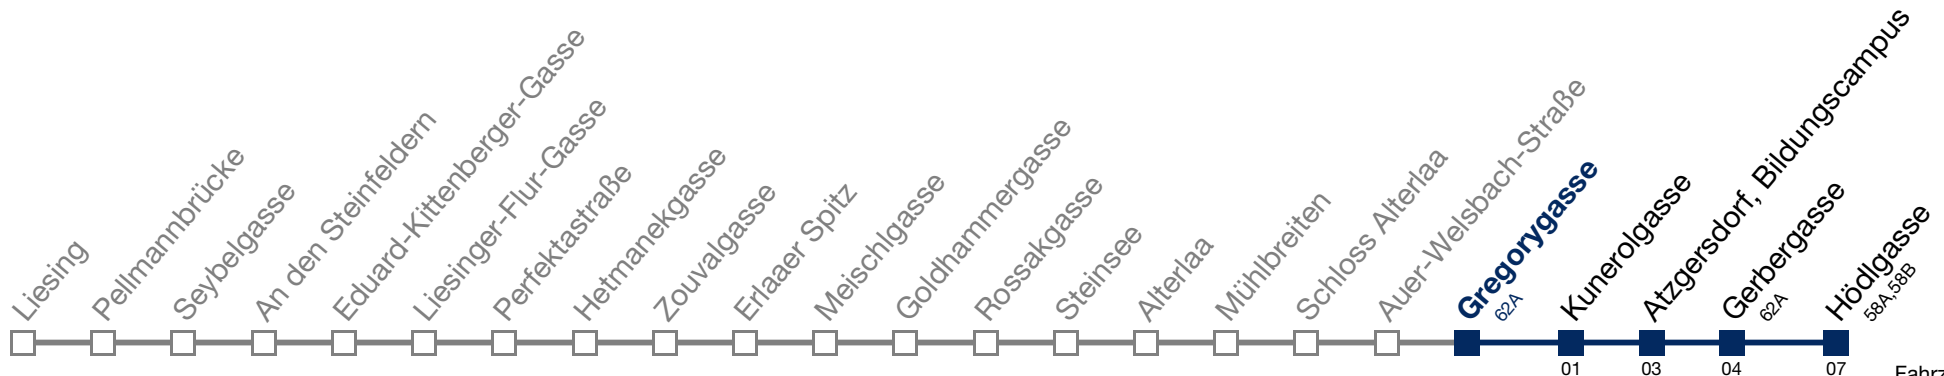 Liesing
Pellmannbrücke
Seybelgasse
An den Steinfeldern
Eduard-Kittenberger-Gasse
Liesinger-Flur-Gasse
Perfektastraße
Hetmanekgasse
Zouvalgasse
Erlaaer Spitz
Meischlgasse
Goldhammergasse
Rossakgasse
Steinsee
Alterlaa
Mühlbreiten
Schloss Alterlaa
Auer-Welsbach-Straße
Gregorygasse
62A
Kunerolgasse
Atzgersdorf, Bildungscampus
Gerbergasse
62A
Hödlgasse
58A,58B
01 03 04 07